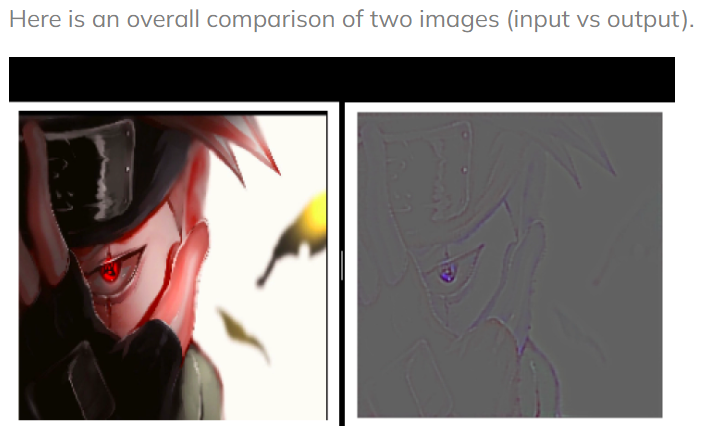 Here is an overall comparison of two images (input vs output).